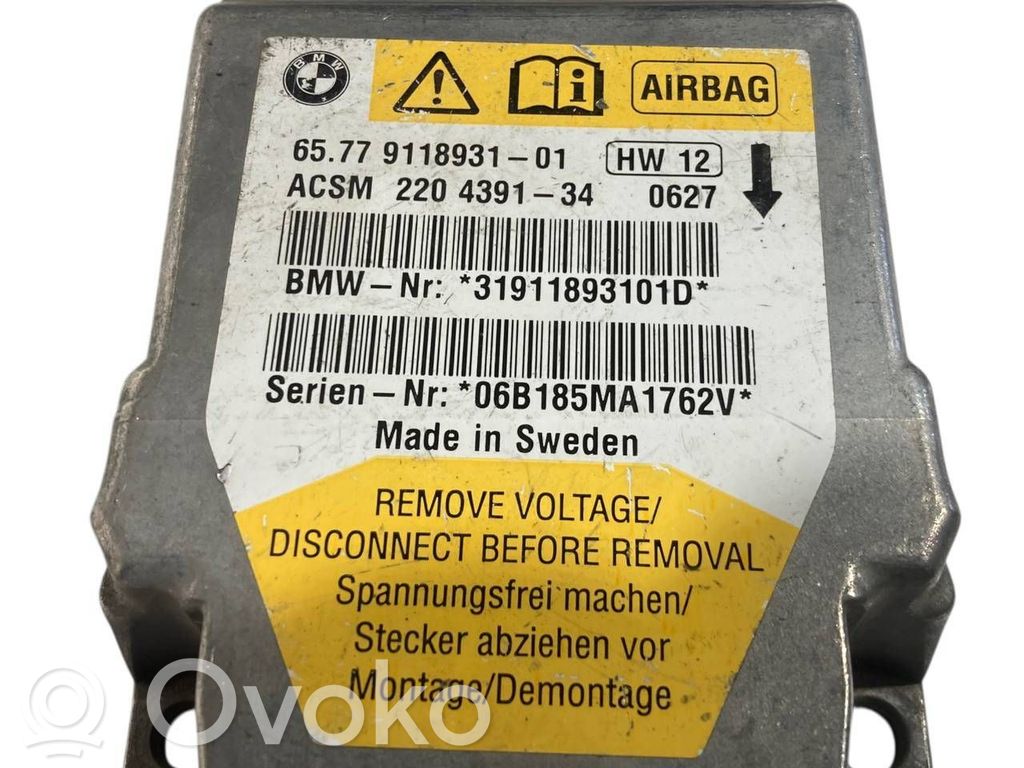 BMW
AIRBAG
65.77 9118931-01 HW 12
ACSM 220 4391-34 0627
BMW-Nr: *31911893101D*
Serien-Nr: *06B185MA1762V*
Made in Sweden
REMOVE VOLTAGE/
DISCONNECT BEFORE REMOVAL
Spannungsfrei machen/
Stecker abziehen vor
Montage/Demontage
Ovoko